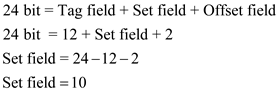 24 bit = Tag field + Set field + Offset field
24 bit = 12 + Set field + 2
Set field = 24 – 12 – 2
Set field = 10